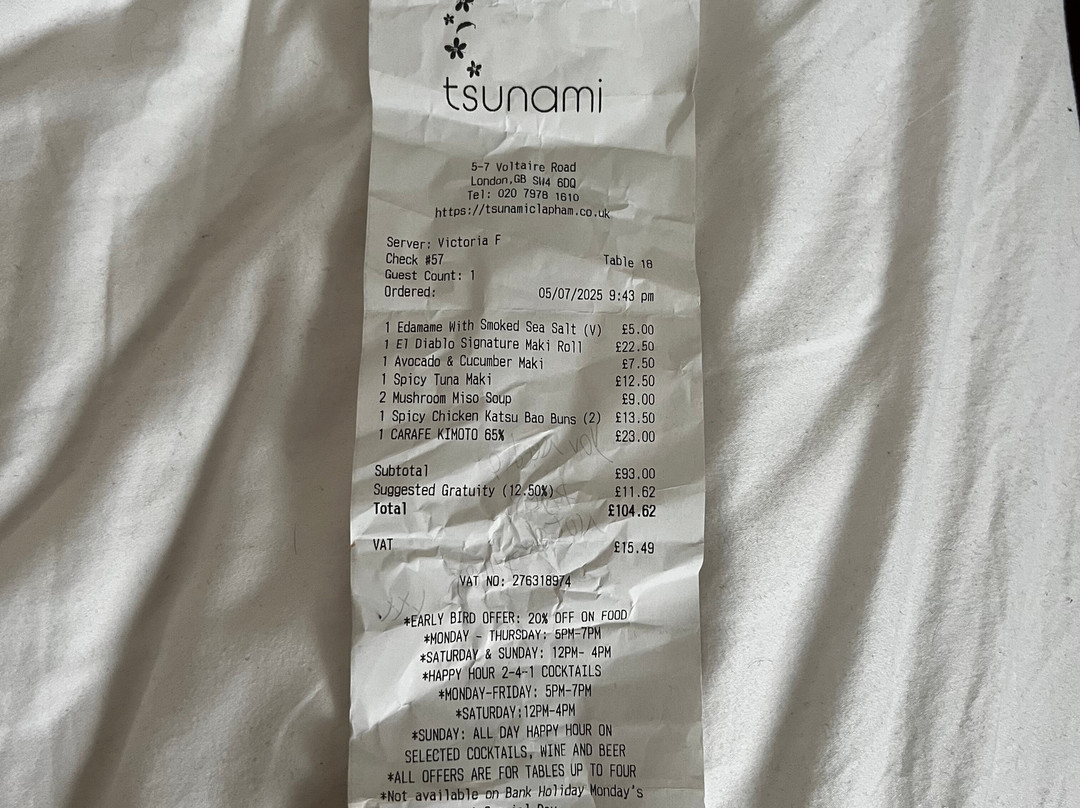 tsunami
5-7 Voltaire Road
London,GB SW4 6DQ
Tel: 020 7978 1610
https://tsunamiclapham.co.uk
Server: Victoria F
Check #57 Table 18
Guest Count: 1
Ordered: 05/07/2025 9:43 pm
1 Edamame With Smoked Sea Salt (V) £5.00
1 El Diablo Signature Maki Roll £22.50
1 Avocado & Cucumber Maki £7.50
1 Spicy Tuna Maki £12.50
2 Mushroom Miso Soup £9.00
1 Spicy Chicken Katsu Bao Buns (2) £13.50
1 CARAFE KIMOTO 65% £23.00
Subtotal £93.00
Suggested Gratuity (12.50%) £11.62
Total £104.62
VAT £15.49
VAT NO: 276318974
*EARLY BIRD OFFER: 20% OFF ON FOOD
*MONDAY - THURSDAY: 5PM-7PM
*SATURDAY & SUNDAY: 12PM- 4PM
*HAPPY HOUR 2-4-1 COCKTAILS
*MONDAY-FRIDAY: 5PM-7PM
*SATURDAY:12PM-4PM
*SUNDAY: ALL DAY HAPPY HOUR ON
SELECTED COCKTAILS, WINE AND BEER
*ALL OFFERS ARE FOR TABLES UP TO FOUR
*Not available on Bank Holiday Monday's